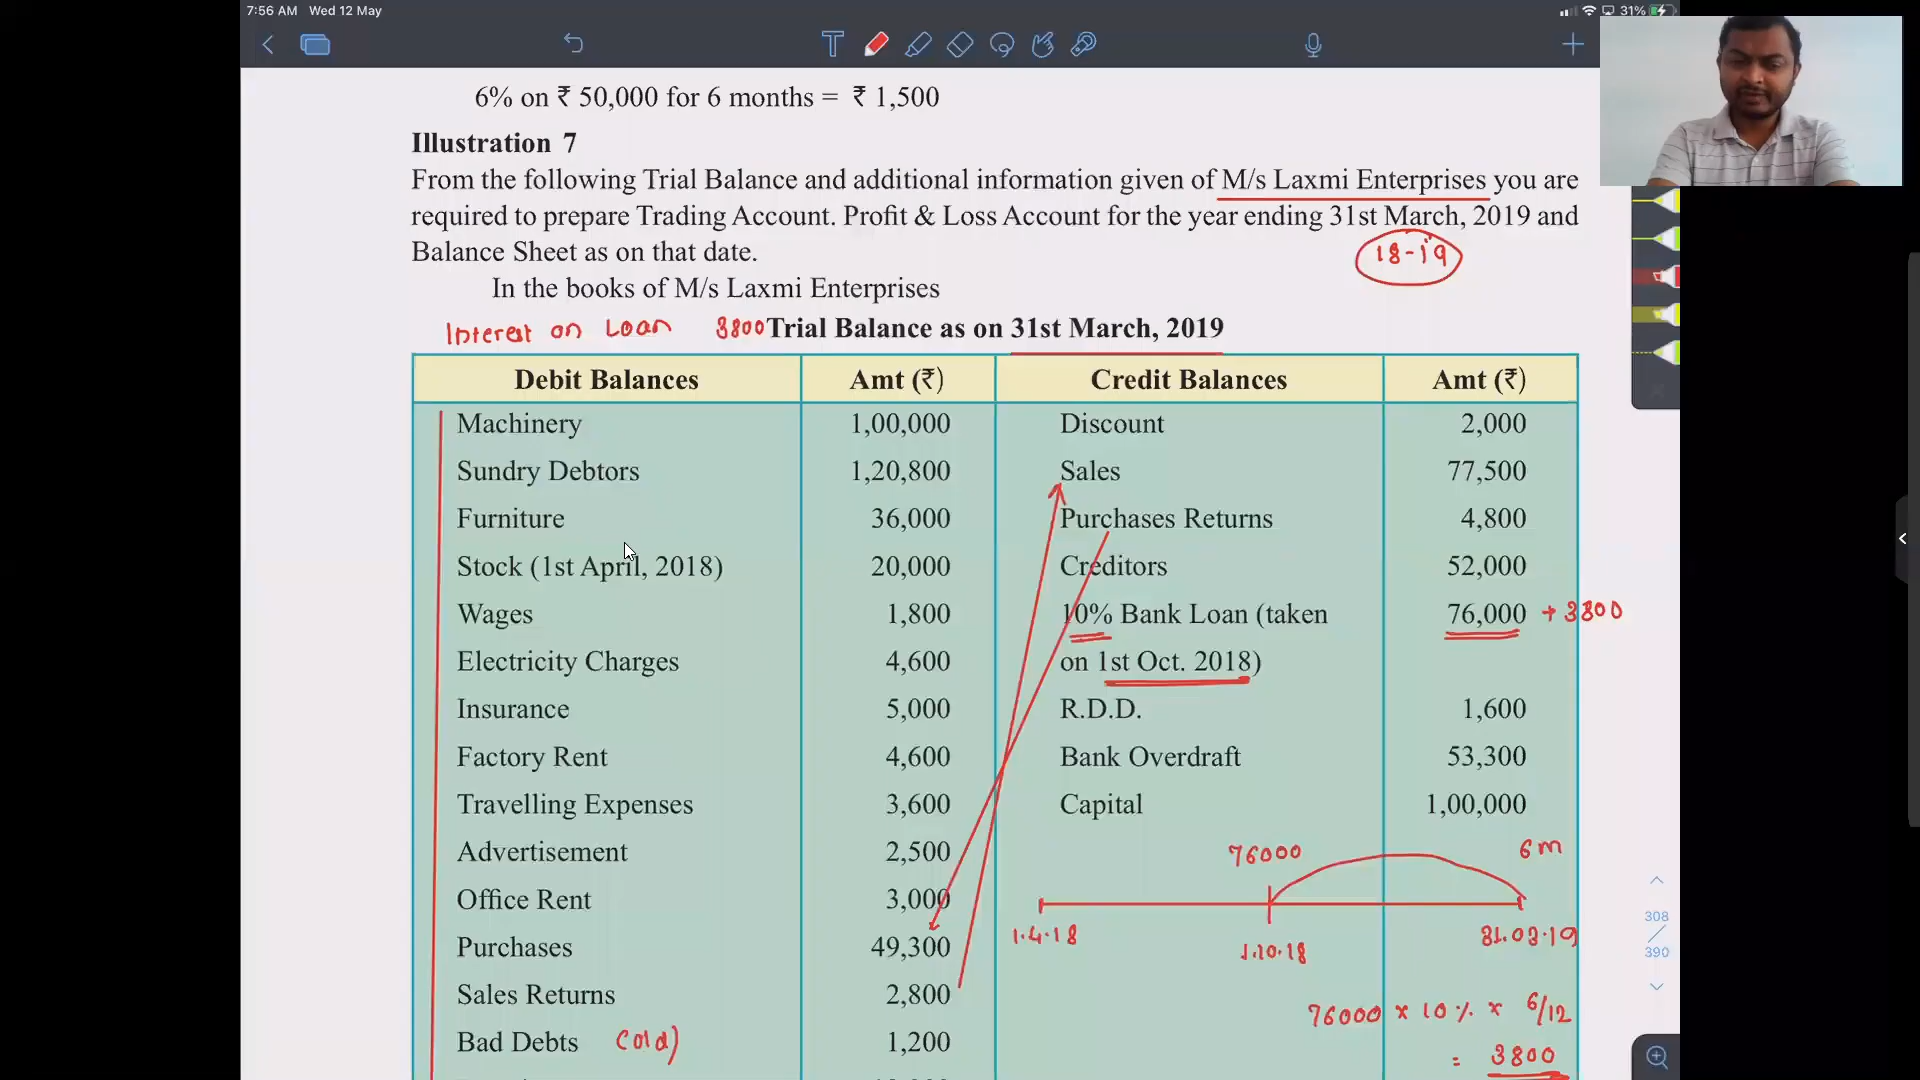 7:56 AM Wed 12 May
31%
6% on ₹ 50,000 for 6 months = ₹ 1,500
Illustration 7
From the following Trial Balance and additional information given of M/s Laxmi Enterprises you are
required to prepare Trading Account. Profit & Loss Account for the year ending 31st March, 2019 and
Balance Sheet as on that date.
18-19
In the books of M/s Laxmi Enterprises
Interest on Loan 3800 Trial Balance as on 31st March, 2019
Debit Balances Amt (₹) Credit Balances Amt (₹)
Machinery 1,00,000 Discount 2,000
Sundry Debtors 1,20,800 Sales 77,500
Furniture 36,000 Purchases Returns 4,800
Stock (1st April, 2018) 20,000 Creditors 52,000
Wages 1,800 10% Bank Loan (taken 76,000 + 3800
Electricity Charges 4,600 on 1st Oct. 2018)
Insurance 5,000 R.D.D. 1,600
Factory Rent 4,600 Bank Overdraft 53,300
Travelling Expenses 3,600 Capital 1,00,000
Advertisement 2,500 76000 6m
Office Rent 3,000
308
Purchases 49,300 1.4.18 1.10.18 31.03.19
390
Sales Returns 2,800
76000 x 10% x 6/12
Bad Debts (old) 1,200
= 3800